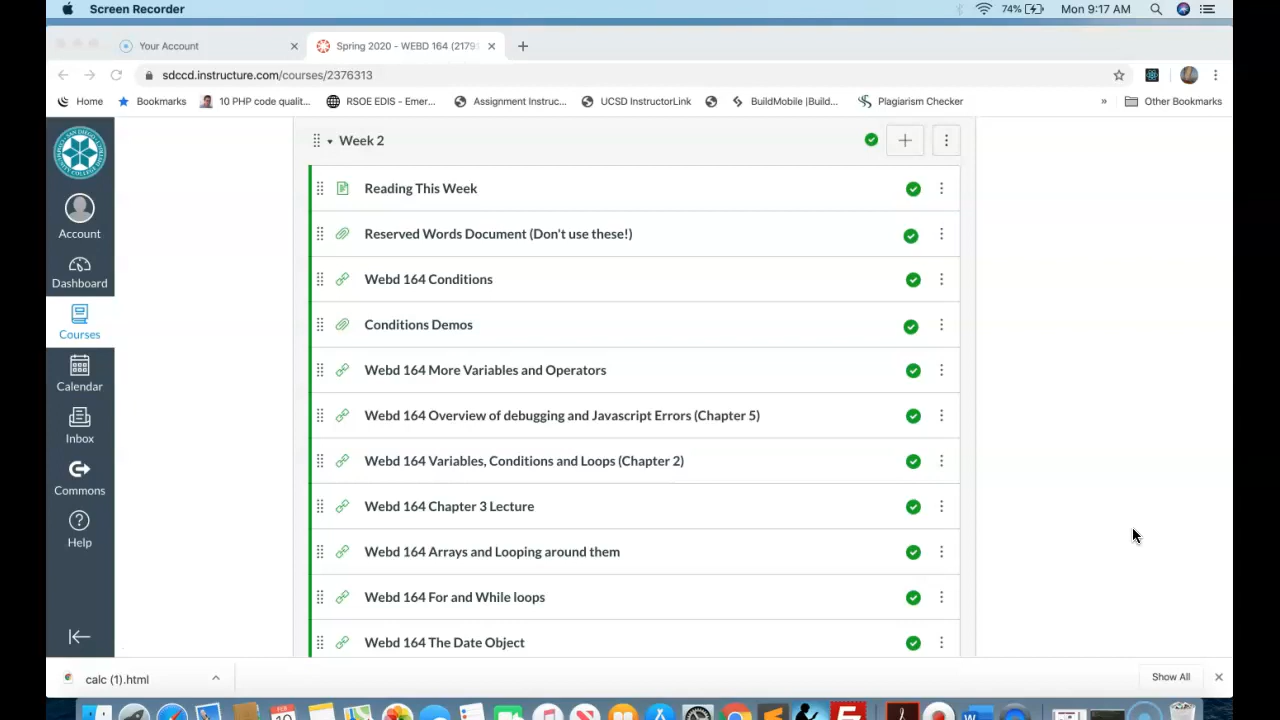 Screen Recorder
74%
Mon 9:17 AM
Your Account
Spring 2020 - WEBD 164 (2179
sdccd.instructure.com/courses/2376313
Home
Bookmarks
10 PHP code qualit...
RSOE EDIS - Emer...
Assignment Instruc...
UCSD InstructorLink
BuildMobile |Build...
Plagiarism Checker
»
Other Bookmarks
Week 2
Reading This Week
Reserved Words Document (Don't use these!)
Webd 164 Conditions
Conditions Demos
Webd 164 More Variables and Operators
Webd 164 Overview of debugging and Javascript Errors (Chapter 5)
Webd 164 Variables, Conditions and Loops (Chapter 2)
Webd 164 Chapter 3 Lecture
Webd 164 Arrays and Looping around them
Webd 164 For and While loops
Webd 164 The Date Object
Account
Dashboard
Courses
Calendar
Inbox
Commons
Help
calc (1).html
Show All